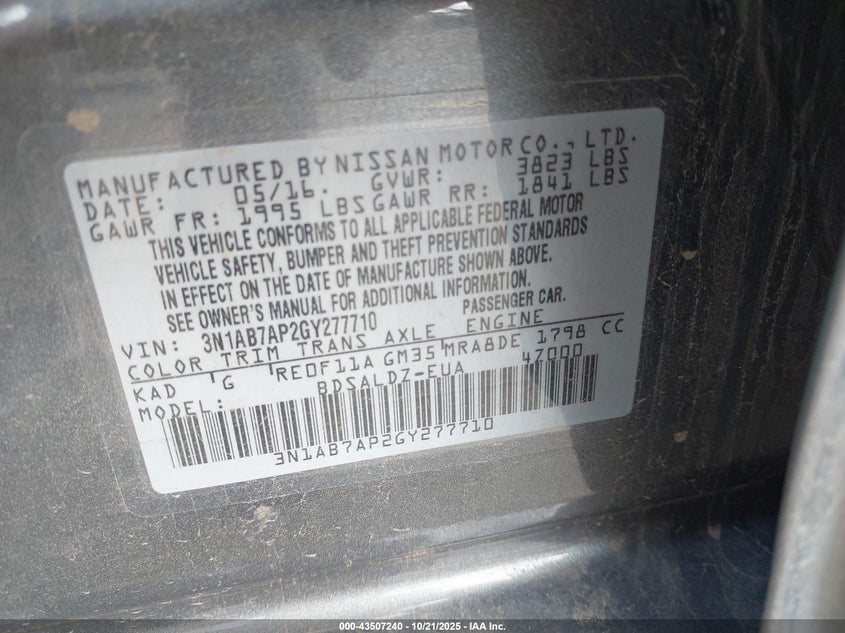 MANUFACTURED BY NISSAN MOTOR CO., LTD.
DATE: 05/16. GVWR: 3823 LBS
GAWR FR: 1995 LBS GAWR RR: 1841 LBS
THIS VEHICLE CONFORMS TO ALL APPLICABLE FEDERAL MOTOR
VEHICLE SAFETY, BUMPER AND THEFT PREVENTION STANDARDS
IN EFFECT ON THE DATE OF MANUFACTURE SHOWN ABOVE.
SEE OWNER'S MANUAL FOR ADDITIONAL INFORMATION.
VIN: 3N1AB7AP2GY277710 PASSENGER CAR.
COLOR TRIM TRANS AXLE ENGINE
KAD G RE0F11A GM35 MRA8DE 1798 CC
MODEL: BDSALDZ-EUA 4Z000
3N1AB7AP2GY277710
000-43507240 - 10/21/2025 - IAA Inc.